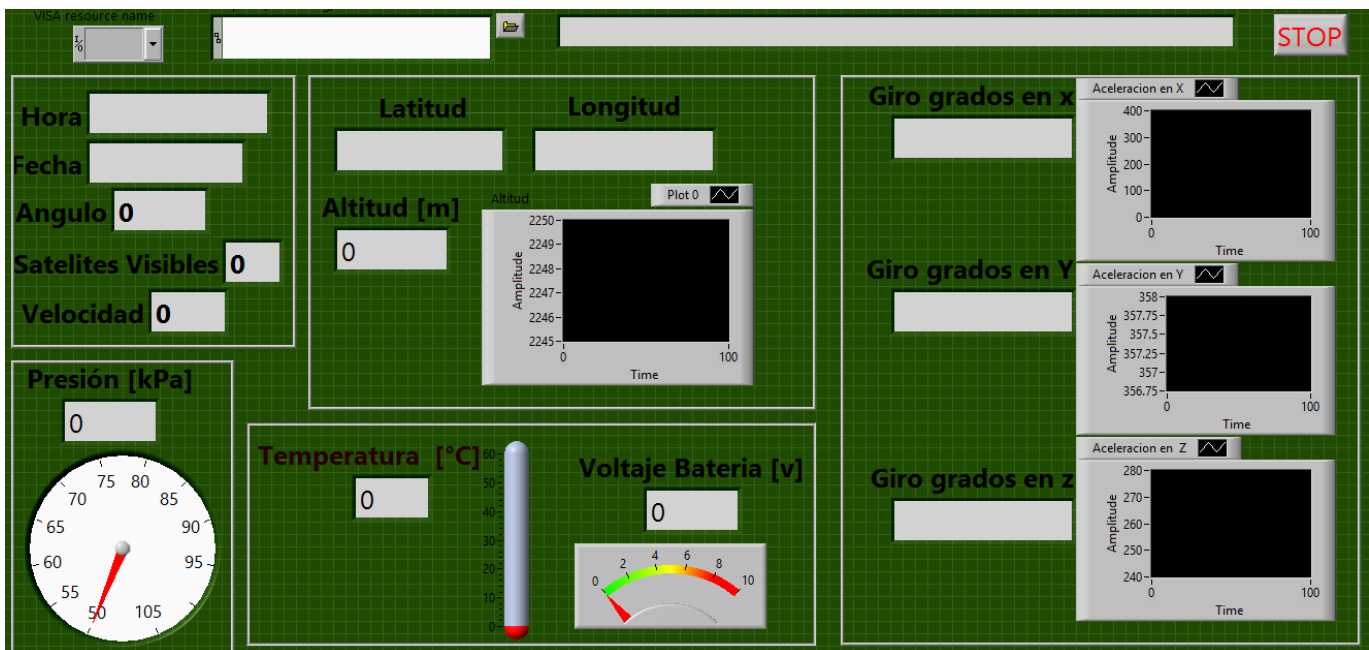 VISA resource name
I/O
STOP
Hora
Fecha
Angulo 0
Satelites Visibles 0
Velocidad 0
Latitud
Longitud
Altitud [m]
0
Altitud
Plot 0
2250
2249
2248
2247
2246
2245
Amplitude
0
100
Time
Giro grados en x
Aceleracion en X
400
300
200
100
0
Amplitude
0
100
Time
Giro grados en Y
Aceleracion en Y
358
357.75
357.5
357.25
357
356.75
Amplitude
0
100
Time
Giro grados en z
Aceleracion en Z
280
270
260
250
240
Amplitude
0
100
Time
Presión [kPa]
0
50
55
60
65
70
75
80
85
90
95
105
Temperatura [°C]
0
60
50
40
30
20
10
0
Voltaje Bateria [v]
0
0
2
4
6
8
10